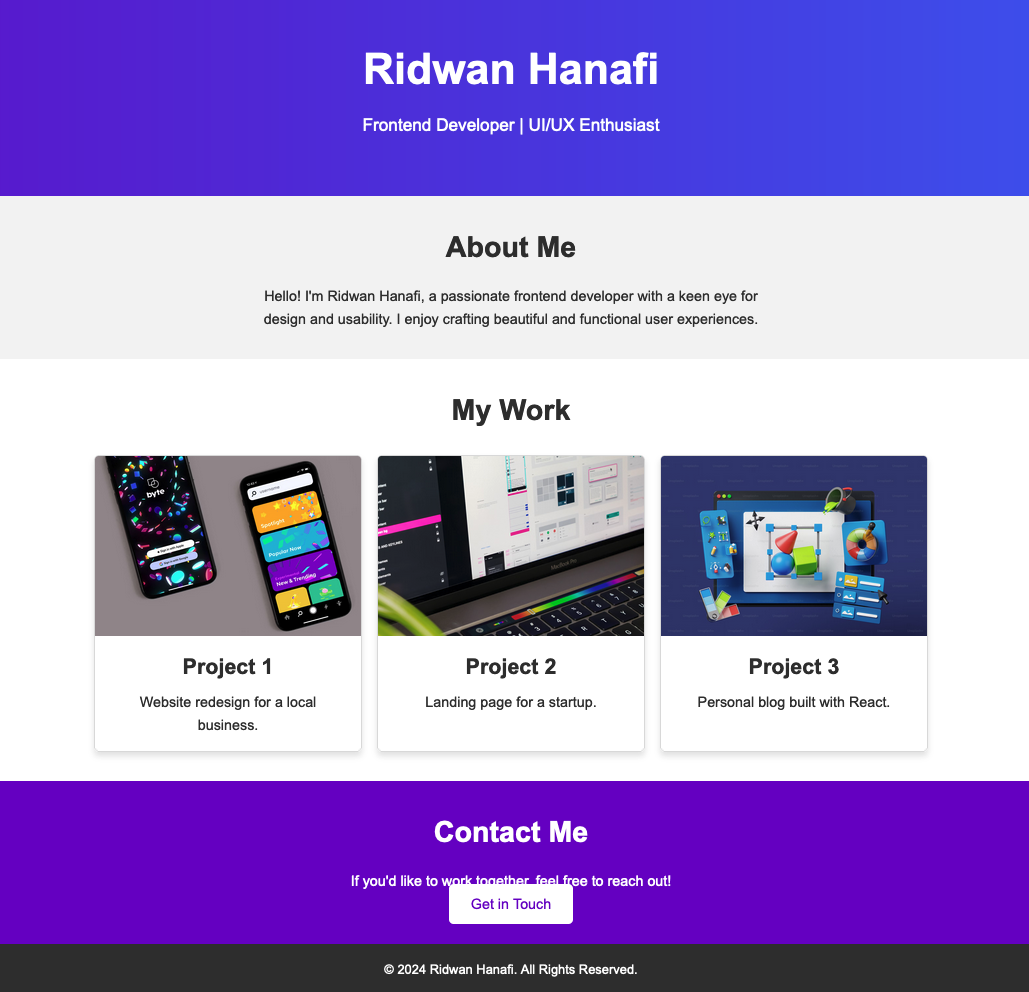 Ridwan Hanafi
Frontend Developer | UI/UX Enthusiast
About Me
Hello! I'm Ridwan Hanafi, a passionate frontend developer with a keen eye for
design and usability. I enjoy crafting beautiful and functional user experiences.
My Work
byte
Spotlight
Popular Now
New & Trending
MacBook Pro
Project 1
Project 2
Project 3
Website redesign for a local
business.
Landing page for a startup.
Personal blog built with React.
Contact Me
If you'd like to work together, feel free to reach out!
Get in Touch
© 2024 Ridwan Hanafi. All Rights Reserved.